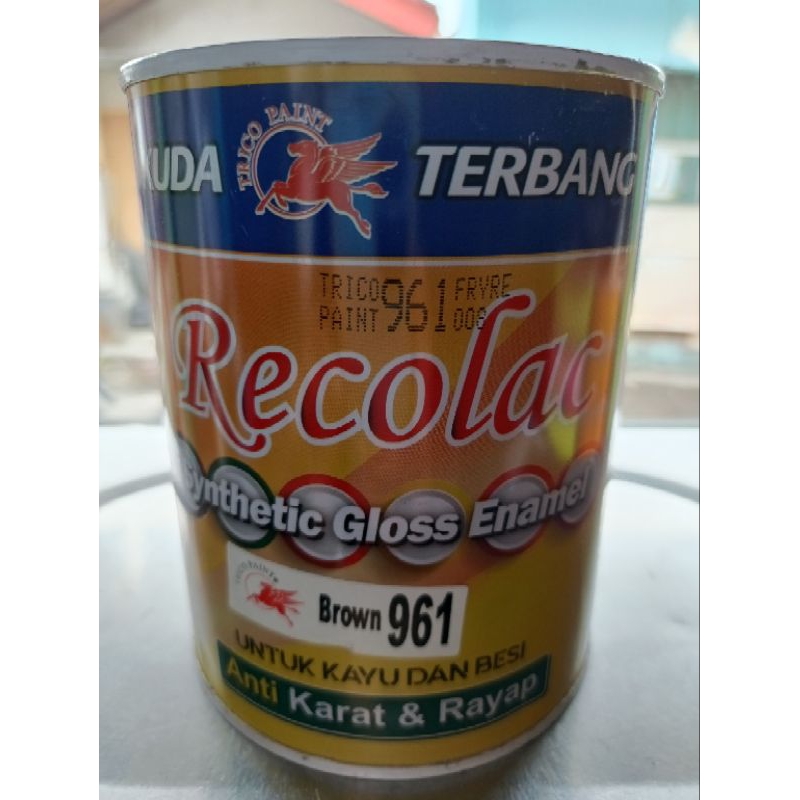 KUDA TRICO PAINT TERBANG
TRICO 961 FRYRE
PAINT 006
Recolac
Synthetic Gloss Enamel
Brown 961
UNTUK KAYU DAN BESI
Anti Karat & Rayap